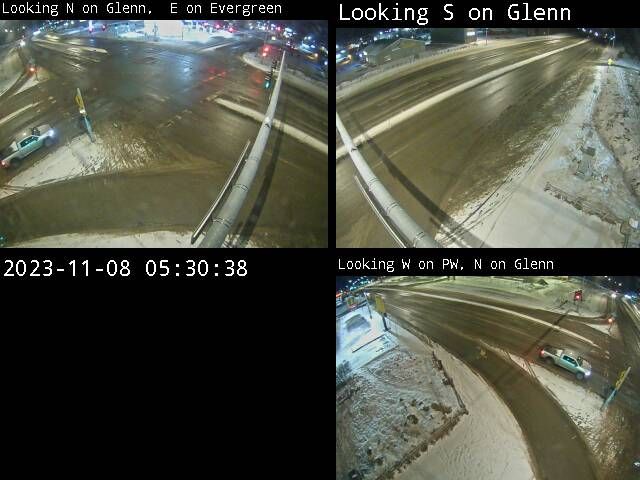 Looking N on Glenn,  E on Evergreen
Looking S on Glenn
2023-11-08 05:30:38
Looking W on PW, N on Glenn